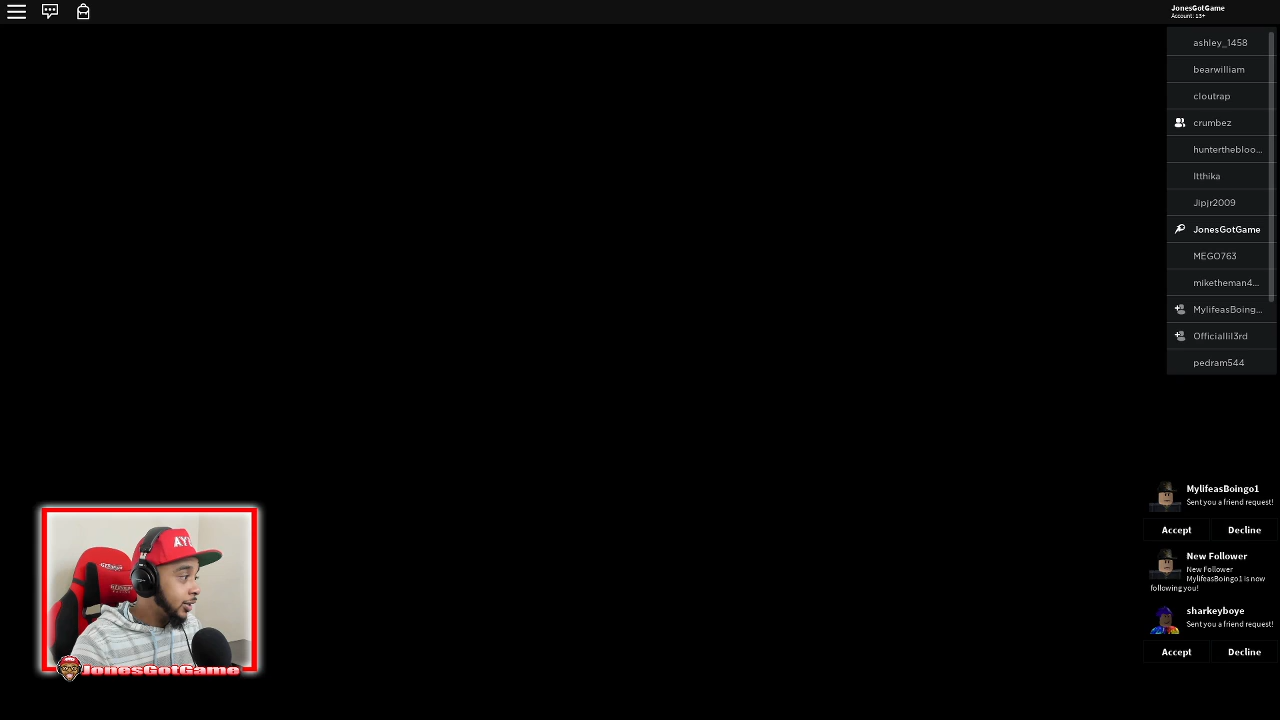 JonesGotGame
Account: 13+
ashley_1458
bearwilliam
cloutrap
crumbez
hunterthebloo...
Itthika
Jipjr2009
JonesGotGame
MEGO763
miketheman4...
MylifeasBoing...
Officiallil3rd
pedram544
MylifeasBoingo1
Sent you a friend request!
Accept Decline
New Follower
New Follower
MylifeasBoingo1 is now
following you!
sharkeyboye
Sent you a friend request!
Accept Decline
JonesGotGame